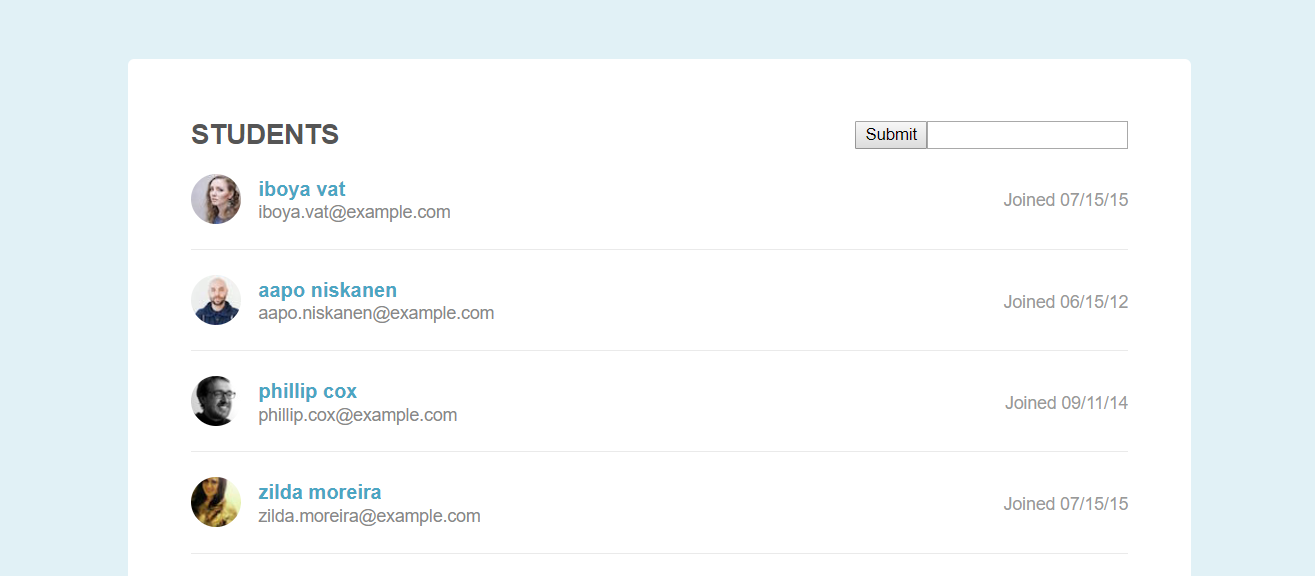 STUDENTS
Submit
iboya vat
iboya.vat@example.com
Joined 07/15/15
aapo niskanen
aapo.niskanen@example.com
Joined 06/15/12
phillip cox
phillip.cox@example.com
Joined 09/11/14
zilda moreira
zilda.moreira@example.com
Joined 07/15/15